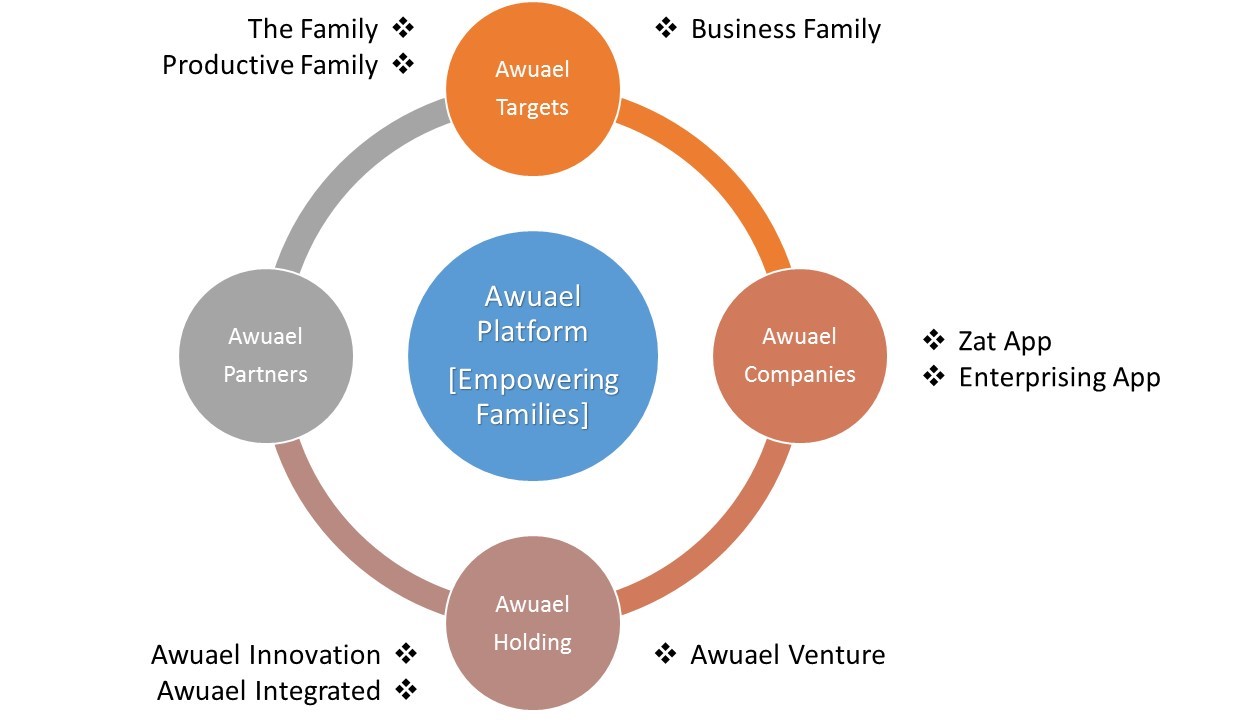 The Family ❖
Productive Family ❖
❖ Business Family
Awuael
Targets
Awuael
Partners
Awuael
Platform
[Empowering
Families]
Awuael
Companies
❖ Zat App
❖ Enterprising App
Awuael
Holding
Awuael Innovation ❖
Awuael Integrated ❖
❖ Awuael Venture